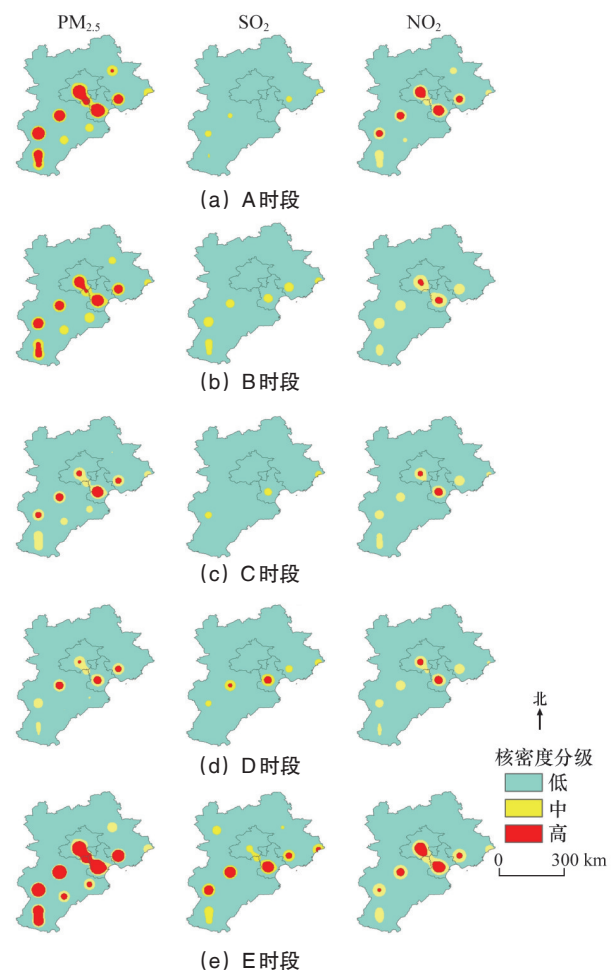 PM₂.₅ SO₂ NO₂
(a) A时段
(b) B时段
(c) C时段
(d) D时段
北
核密度分级
低
中
高
0 300 km
(e) E时段